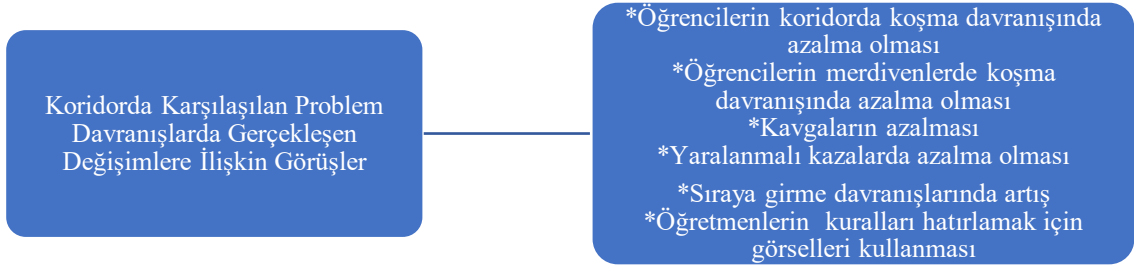 Koridorda Karşılaşılan Problem
Davranışlarda Gerçekleşen
Değişimlere İlişkin Görüşler
*Öğrencilerin koridorda koşma davranışında
azalma olması
*Öğrencilerin merdivenlerde koşma
davranışında azalma olması
*Kavgaların azalması
*Yaralanmalı kazalarda azalma olması
*Sıraya girme davranışlarında artış
*Öğretmenlerin kuralları hatırlamak için
görselleri kullanması